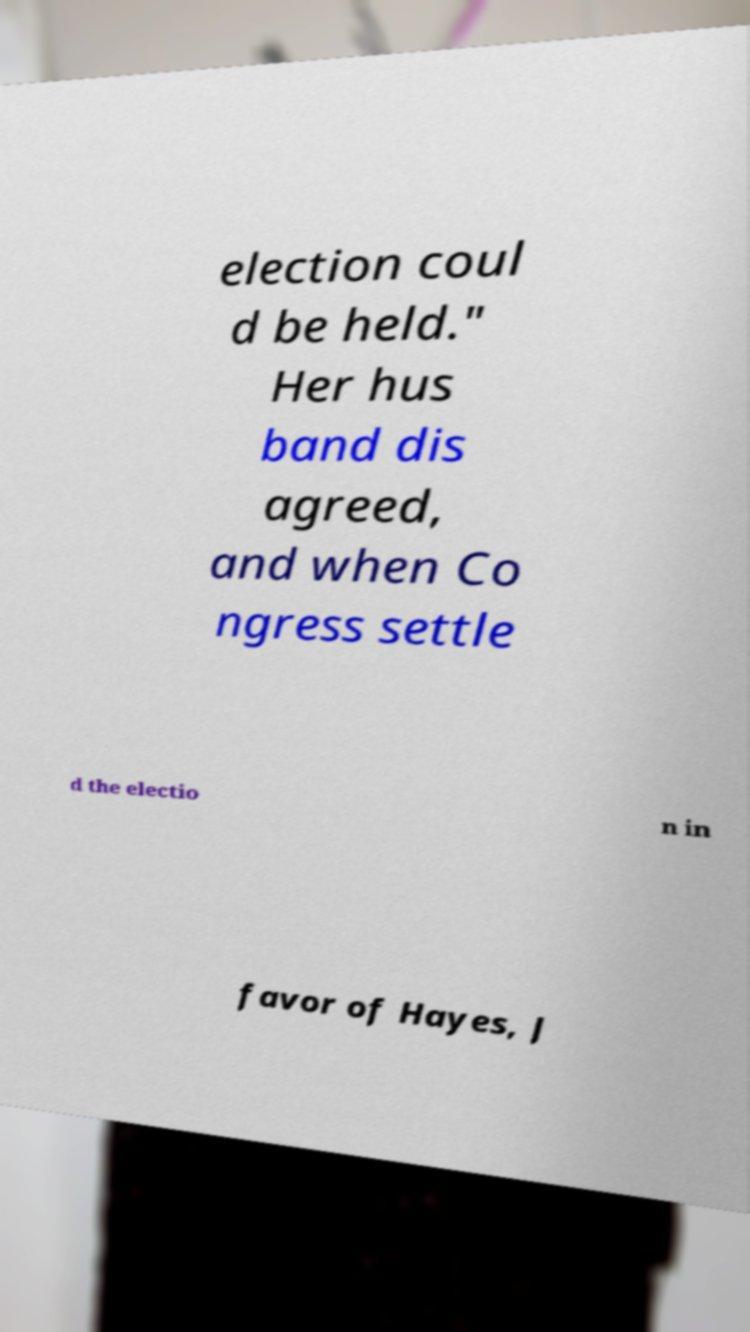 election coul
d be held."
Her hus
band dis
agreed,
and when Co
ngress settle
d the electio
n in
favor of Hayes, J